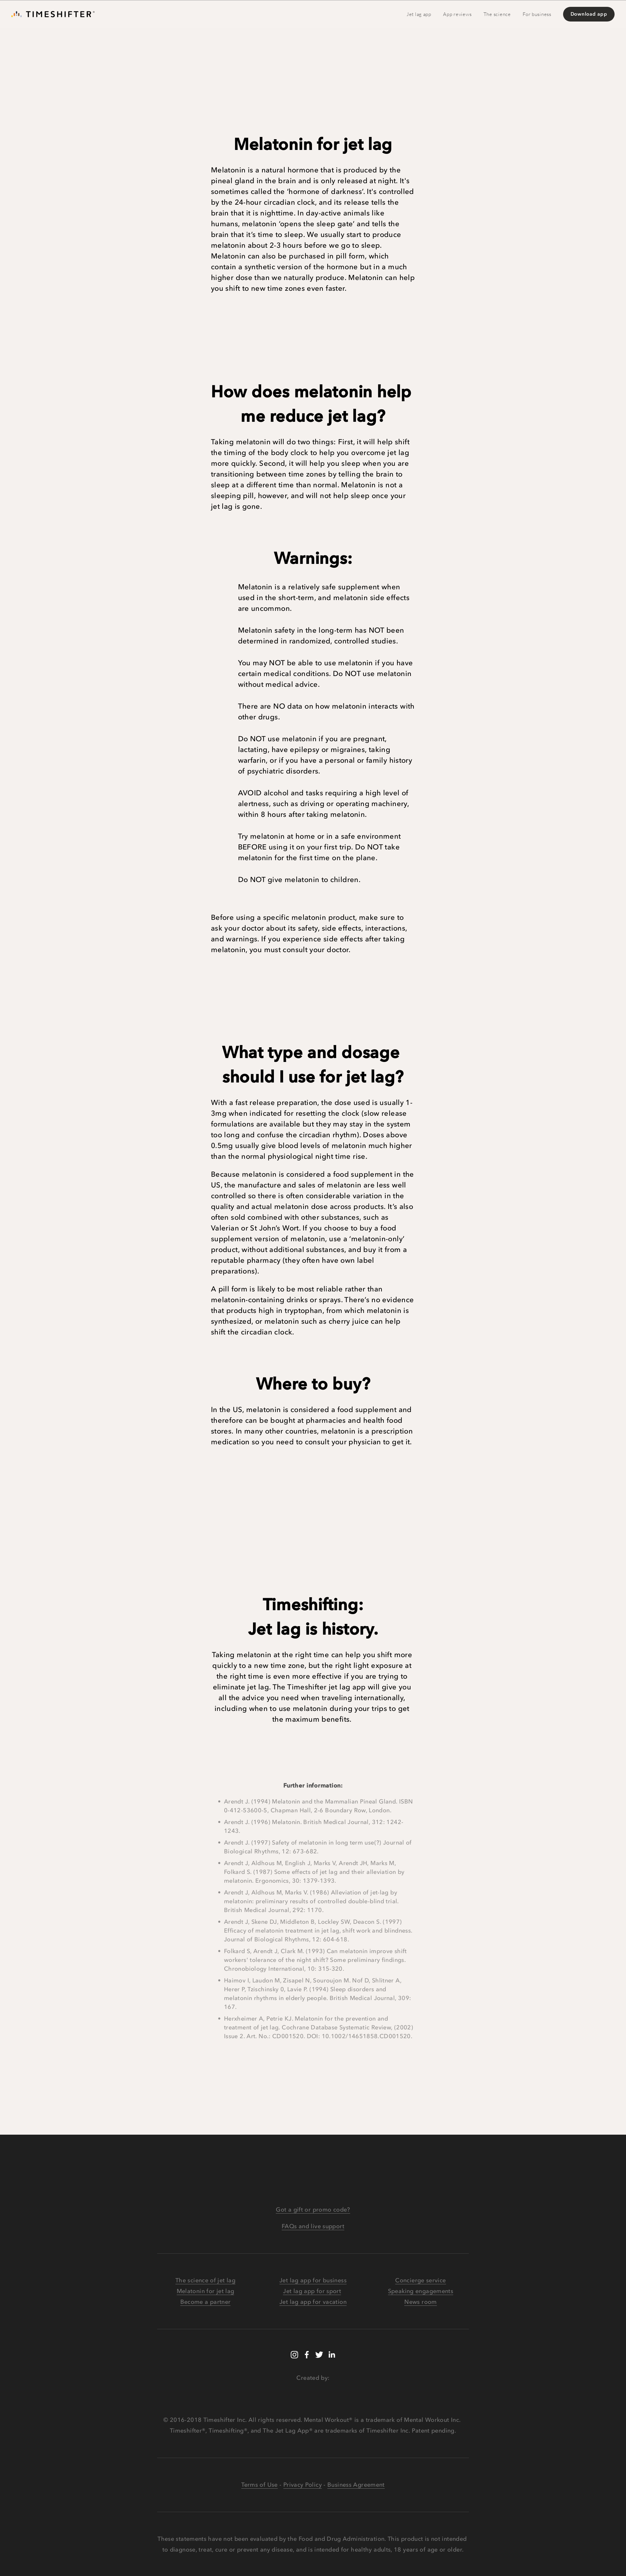 TIMESHIFTER
Jet lag app App reviews The science For business Download app
Melatonin for jet lag
Melatonin is a natural hormone that is produced by the
pineal gland in the brain and is only released at night. It's
sometimes called the 'hormone of darkness'. It's controlled
by the 24-hour circadian clock, and its release tells the
brain that it is nighttime. In day-active animals like
humans, melatonin 'opens the sleep gate' and tells the
brain that it's time to sleep. We usually start to produce
melatonin about 2-3 hours before we go to sleep.
Melatonin can also be purchased in pill form, which
contain a synthetic version of the hormone but in a much
higher dose than we naturally produce. Melatonin can help
you shift to new time zones even faster.
How does melatonin help
me reduce jet lag?
Taking melatonin will do two things: First, it will help shift
the timing of the body clock to help you overcome jet lag
more quickly. Second, it will help you sleep when you are
transitioning between time zones by telling the brain to
sleep at a different time than normal. Melatonin is not a
sleeping pill, however, and will not help sleep once your
jet lag is gone.
Warnings:
Melatonin is a relatively safe supplement when
used in the short-term, and melatonin side effects
are uncommon.
Melatonin safety in the long-term has NOT been
determined in randomized, controlled studies.
You may NOT be able to use melatonin if you have
certain medical conditions. Do NOT use melatonin
without medical advice.
There are NO data on how melatonin interacts with
other drugs.
Do NOT use melatonin if you are pregnant,
lactating, have epilepsy or migraines, taking
warfarin, or if you have a personal or family history
of psychiatric disorders.
AVOID alcohol and tasks requiring a high level of
alertness, such as driving or operating machinery,
within 8 hours after taking melatonin.
Try melatonin at home or in a safe environment
BEFORE using it on your first trip. Do NOT take
melatonin for the first time on the plane.
Do NOT give melatonin to children.
Before using a specific melatonin product, make sure to
ask your doctor about its safety, side effects, interactions,
and warnings. If you experience side effects after taking
melatonin, you must consult your doctor.
What type and dosage
should I use for jet lag?
With a fast release preparation, the dose used is usually 1-
3mg when indicated for resetting the clock (slow release
formulations are available but they may stay in the system
too long and confuse the circadian rhythm). Doses above
0.5mg usually give blood levels of melatonin much higher
than the normal physiological night time rise.
Because melatonin is considered a food supplement in the
US, the manufacture and sales of melatonin are less well
controlled so there is often considerable variation in the
quality and actual melatonin dose across products. It's also
often sold combined with other substances, such as
Valerian or St John's Wort. If you choose to buy a food
supplement version of melatonin, use a 'melatonin-only'
product, without additional substances, and buy it from a
reputable pharmacy (they often have own label
preparations).
A pill form is likely to be most reliable rather than
melatonin-containing drinks or sprays. There's no evidence
that products high in tryptophan, from which melatonin is
synthesized, or melatonin such as cherry juice can help
shift the circadian clock.
Where to buy?
In the US, melatonin is considered a food supplement and
therefore can be bought at pharmacies and health food
stores. In many other countries, melatonin is a prescription
medication so you need to consult your physician to get it.
Timeshifting:
Jet lag is history.
Taking melatonin at the right time can help you shift more
quickly to a new time zone, but the right light exposure at
the right time is even more effective if you are trying to
eliminate jet lag. The Timeshifter jet lag app will give you
all the advice you need when traveling internationally,
including when to use melatonin during your trips to get
the maximum benefits.
Further information:
• Arendt J. (1994) Melatonin and the Mammalian Pineal Gland. ISBN
0-412-53600-5, Chapman Hall, 2-6 Boundary Row, London.
• Arendt J. (1996) Melatonin. British Medical Journal, 312: 1242-
1243.
• Arendt J. (1997) Safety of melatonin in long term use(?) Journal of
Biological Rhythms, 12: 673-682.
• Arendt J, Aldhous M, English J, Marks V, Arendt JH, Marks M,
Folkard S. (1987) Some effects of jet lag and their alleviation by
melatonin. Ergonomics, 30: 1379-1393.
• Arendt J, Aldhous M, Marks V. (1986) Alleviation of jet-lag by
melatonin: preliminary results of controlled double-blind trial.
British Medical Journal, 292: 1170.
• Arendt J, Skene DJ, Middleton B, Lockley SW, Deacon S. (1997)
Efficacy of melatonin treatment in jet lag, shift work and blindness.
Journal of Biological Rhythms, 12: 604-618.
• Folkard S, Arendt J, Clark M. (1993) Can melatonin improve shift
workers' tolerance of the night shift? Some preliminary findings.
Chronobiology International, 10: 315-320.
• Haimov I, Laudon M, Zisapel N, Souroujon M. Nof D, Shlitner A,
Herer P, Tzischinsky 0, Lavie P. (1994) Sleep disorders and
melatonin rhythms in elderly people. British Medical Journal, 309:
167.
• Hersheimer A, Petrie KJ. Melatonin for the prevention and
treatment of jet lag. Cochrane Database Systematic Review, (2002)
Issue 2. Art. No.: CD001520. DOI: 10.1002/14651858.CD001520.
Got a gift or promo code?
FAQs and live support
The science of jet lag Jet lag app for business Concierge service
Melatonin for jet lag Jet lag app for sport Speaking engagements
Become a partner Jet lag app for vacation News room
Created by:
© 2016-2018 Timeshifter Inc. All rights reserved. Mental Workout® is a trademark of Mental Workout Inc.
Timeshifter®, Timeshifting®, and The Jet Lag App® are trademarks of Timeshifter Inc. Patent pending.
Terms of Use - Privacy Policy - Business Agreement
These statements have not been evaluated by the Food and Drug Administration. This product is not intended
to diagnose, treat, cure or prevent any disease, and is intended for healthy adults, 18 years of age or older.